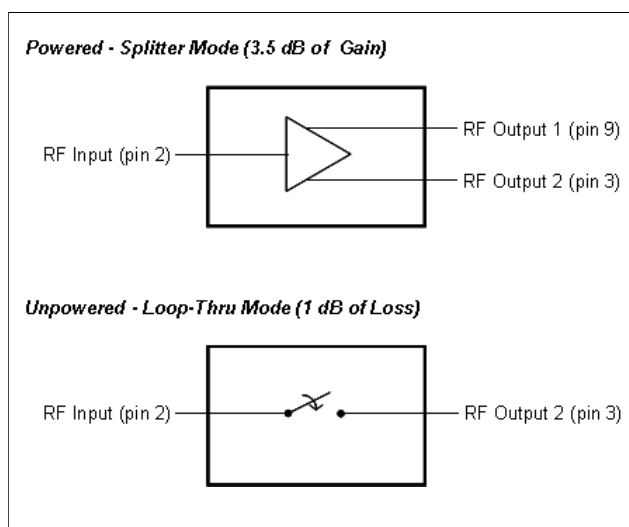 Powered - Splitter Mode (3.5 dB of Gain)
RF Input (pin 2)
RF Output 1 (pin 9)
RF Output 2 (pin 3)
Unpowered - Loop-Thru Mode (1 dB of Loss)
RF Input (pin 2)
RF Output 2 (pin 3)